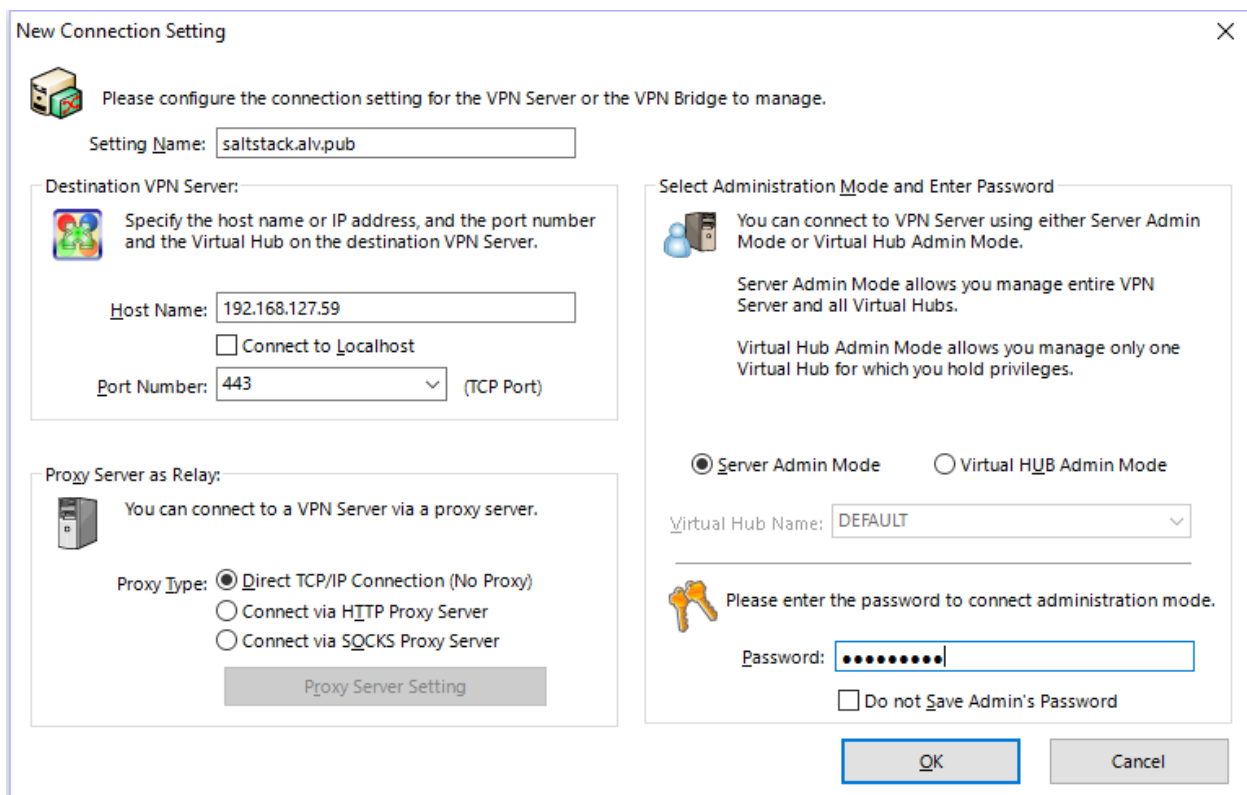 New Connection Setting
Please configure the connection setting for the VPN Server or the VPN Bridge to manage.
Setting Name: saltstack.alv.pub
Destination VPN Server:
Specify the host name or IP address, and the port number
and the Virtual Hub on the destination VPN Server.
Host Name: 192.168.127.59
Connect to Localhost
Port Number: 443 (TCP Port)
Proxy Server as Relay:
You can connect to a VPN Server via a proxy server.
Proxy Type: Direct TCP/IP Connection (No Proxy)
Connect via HTTP Proxy Server
Connect via SOCKS Proxy Server
Proxy Server Setting
Select Administration Mode and Enter Password
You can connect to VPN Server using either Server Admin
Mode or Virtual Hub Admin Mode.
Server Admin Mode allows you manage entire VPN
Server and all Virtual Hubs.
Virtual Hub Admin Mode allows you manage only one
Virtual Hub for which you hold privileges.
Server Admin Mode Virtual HUB Admin Mode
Virtual Hub Name: DEFAULT
Please enter the password to connect administration mode.
Password: ●●●●●●●●●
Do not Save Admin's Password
OK Cancel